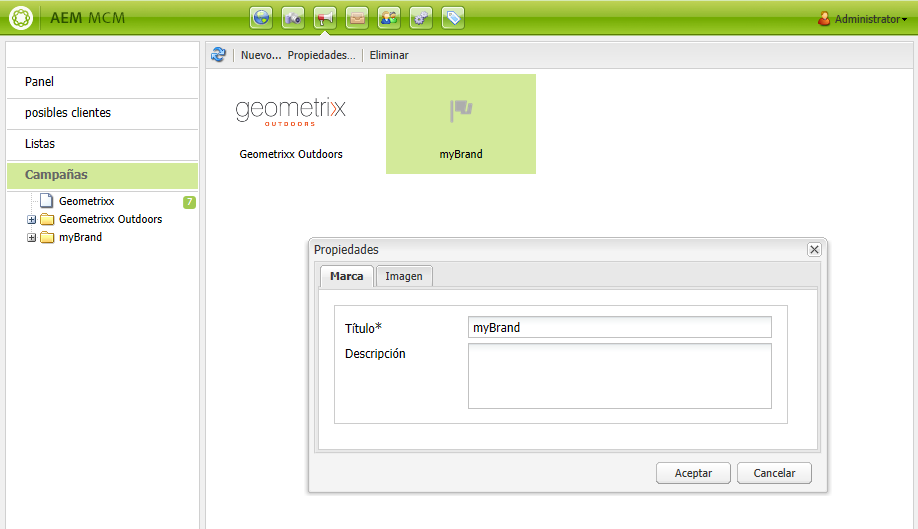 AEM MCM
Administrator
Nuevo... Propiedades... Eliminar
Panel
posibles clientes
Listas
Campañas
Geometrixx 7
Geometrixx Outdoors
myBrand
geometrixx
OUTDOORS
Geometrixx Outdoors
myBrand
Propiedades
Marca Imagen
Título* myBrand
Descripción
Aceptar Cancelar